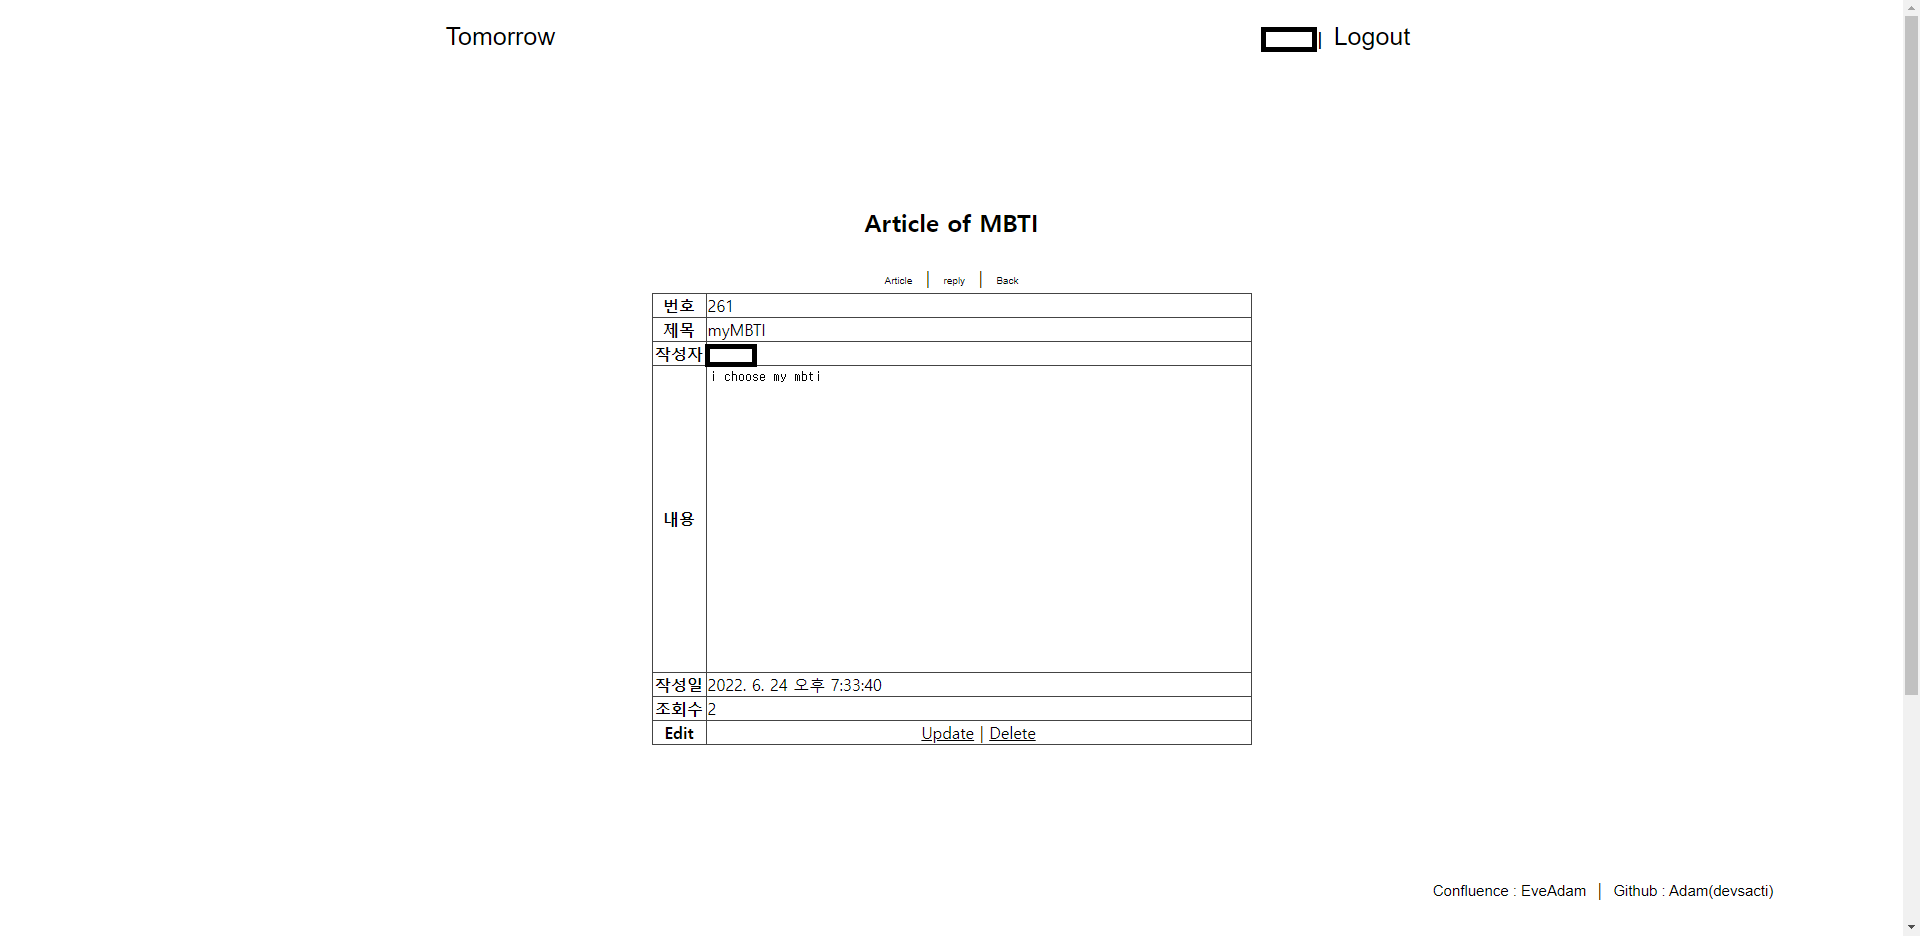 Tomorrow | Logout
Article of MBTI
Article | reply | Back
번호 261
제목 myMBTI
작성자
내용 i choose my mbti
작성일 2022. 6. 24 오후 7:33:40
조회수 2
Edit Update | Delete
Confluence : EveAdam | Github : Adam(devsacti)